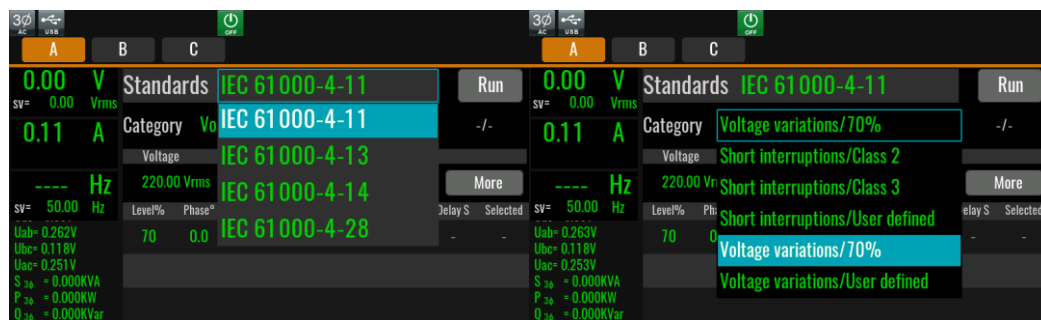 3Ø
AC
USB
OFF
A B C
0.00 V
sv= 0.00 Vrms
0.11 A
---- Hz
sv= 50.00 Hz
Uab= 0.262V
Ubc= 0.118V
Uac= 0.251V
S 3ϕ = 0.000KVA
P 3ϕ = 0.000KW
Q 3ϕ = 0.000KVar
Standards IEC 61000-4-11 Run
Category Vo -/-
IEC 61000-4-11
IEC 61000-4-13
IEC 61000-4-14
IEC 61000-4-28
Voltage
220.00 Vrms More
Level% Phase° Delay S Selected
70 0.0 - -
3Ø
AC
USB
OFF
A B C
0.00 V
sv= 0.00 Vrms
0.11 A
---- Hz
sv= 50.00 Hz
Uab= 0.263V
Ubc= 0.118V
Uac= 0.253V
S 3ϕ = 0.000KVA
P 3ϕ = 0.000KW
Q 3ϕ = 0.000KVar
Standards IEC 61000-4-11 Run
Category Voltage variations/70% -/-
Short interruptions/Class 2
Short interruptions/Class 3
Short interruptions/User defined
Voltage variations/70%
Voltage variations/User defined
Voltage
220.00 More
Level% elay S Selected
70 - -